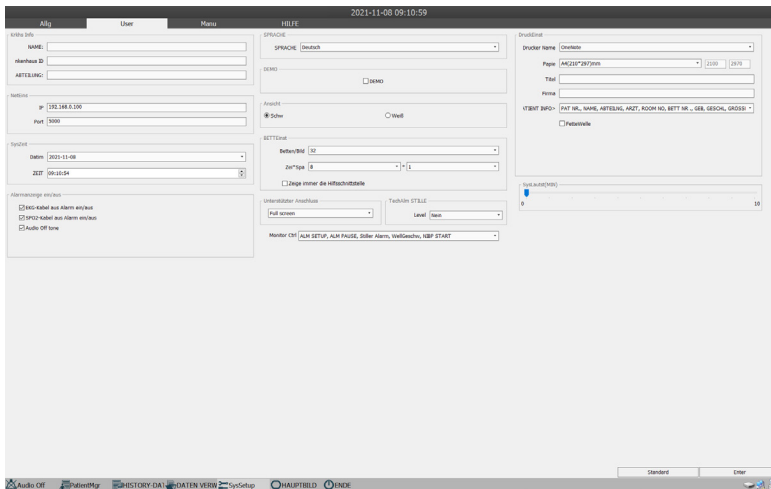 2021-11-08 09:10:59
Allg User Manu HILFE
Krkhs Info
NAME:
nkenhaus ID
ABTEILUNG:
NetEins
IP 192.168.0.100
Port 5000
SysZeit
Datim 2021-11-08
ZEIT 09:10:54
Alarmanzeige ein/aus
EKG-Kabel aus Alarm ein/aus
SPO2-Kabel aus Alarm ein/aus
Audio Off tone
SPRACHE
SPRACHE Deutsch
DEMO
DEMO
Ansicht
Schw Weiß
BETTEinst
Betten/Bild 32
Zei*Spa 8 * 1
Zeige immer die Hilfsschnittstelle
Unterstützter Anschluss
Full screen
TechAlm STILLE
Level Nein
Monitor Ctrl ALM SETUP, ALM PAUSE, Stiller Alarm, WellGeschw, NIBP START
DruckEinst
Drucker Name OneNote
Papie A4(210*297)mm 2100 2970
Titel
Firma
ATIENT INFO:- PAT NR., NAME, ABTEILNG, ARZT, ROOM NO, BETT NR ., GEB, GESCHL, GRÖSSE
FetteWelle
SysLautst(MIN)
0 10
Standard Enter
Audio Off PatientMgr HISTORY-DAT DATEN VERW SysSetup HAUPTBILD ENDE